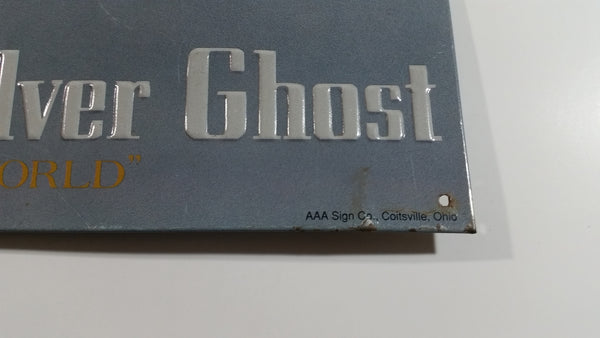 lver Ghost
ORLD"
AAA Sign Co., Coitsville, Ohio